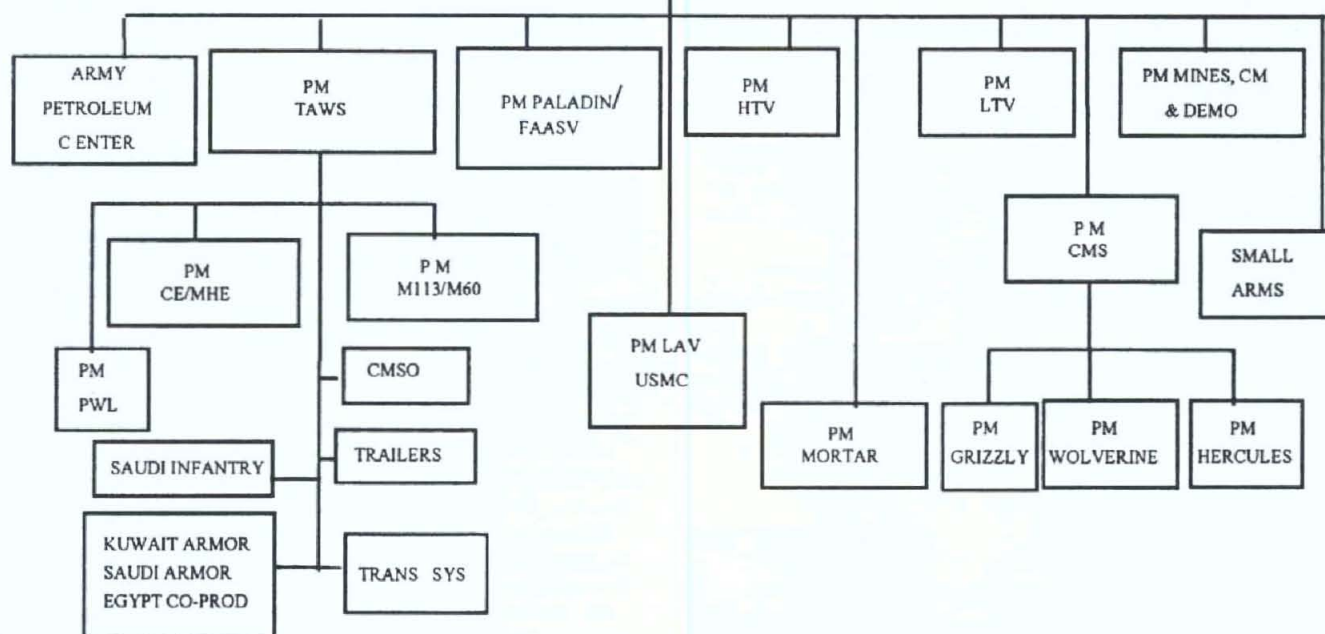 ARMY
PETROLEUM
C ENTER
PM
TAWS
PM PALADIN/
FAASV
PM
HTV
PM
LTV
PM MINES, CM
& DEMO
PM
CE/MHE
P M
M113/M60
P M
CMS
SMALL
ARMS
PM
PWL
CMSO
PM LAV
USMC
SAUDI INFANTRY
TRAILERS
PM
MORTAR
PM
GRIZZLY
PM
WOLVERINE
PM
HERCULES
KUWAIT ARMOR
SAUDI ARMOR
EGYPT CO-PROD
TRANS SYS